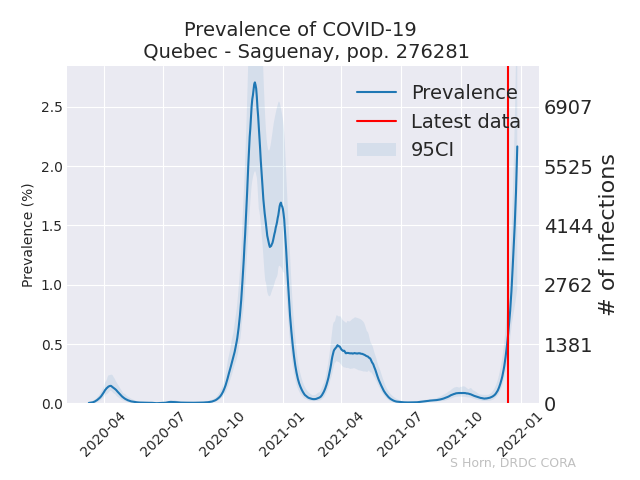 Prevalence of COVID-19
Quebec - Saguenay, pop. 276281
Prevalence
Latest data
95CI
Prevalence (%)
2.5
2.0
1.5
1.0
0.5
0.0
6907
5525
4144
2762
1381
0
# of infections
2020-04
2020-07
2020-10
2021-01
2021-04
2021-07
2021-10
2022-01
S Horn, DRDC CORA